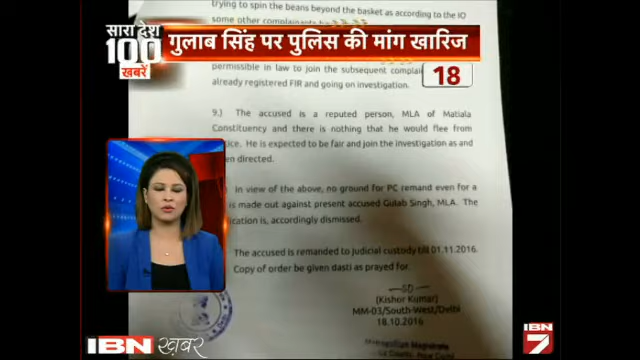 trying to spin the beans beyond the basket as according to the IO
some other complainants
सारा देश
100
खबरें
गुलाब सिंह पर पुलिस की मांग खारिज
18
permissible in law to join the subsequent
already registered FIR and going on investigation.
9.) The accused is a reputed person, MLA of Matiala
Constituency and there is nothing that he would flee from
He is expected to be fair and join the investigation as and
directed.
In view of the above, no ground for PC remand even for a
is made out against present accused Gulab Singh, MLA. The
is, accordingly dismissed.
The accused is remanded to judicial custody till 01.11.2016.
Copy of order be given dasti as prayed for.
(Kishor Kumar)
MM-03/South-West/Delhi
18.10.2016
Metropolitan Magistrate
IBN ख़बर
IBN
7